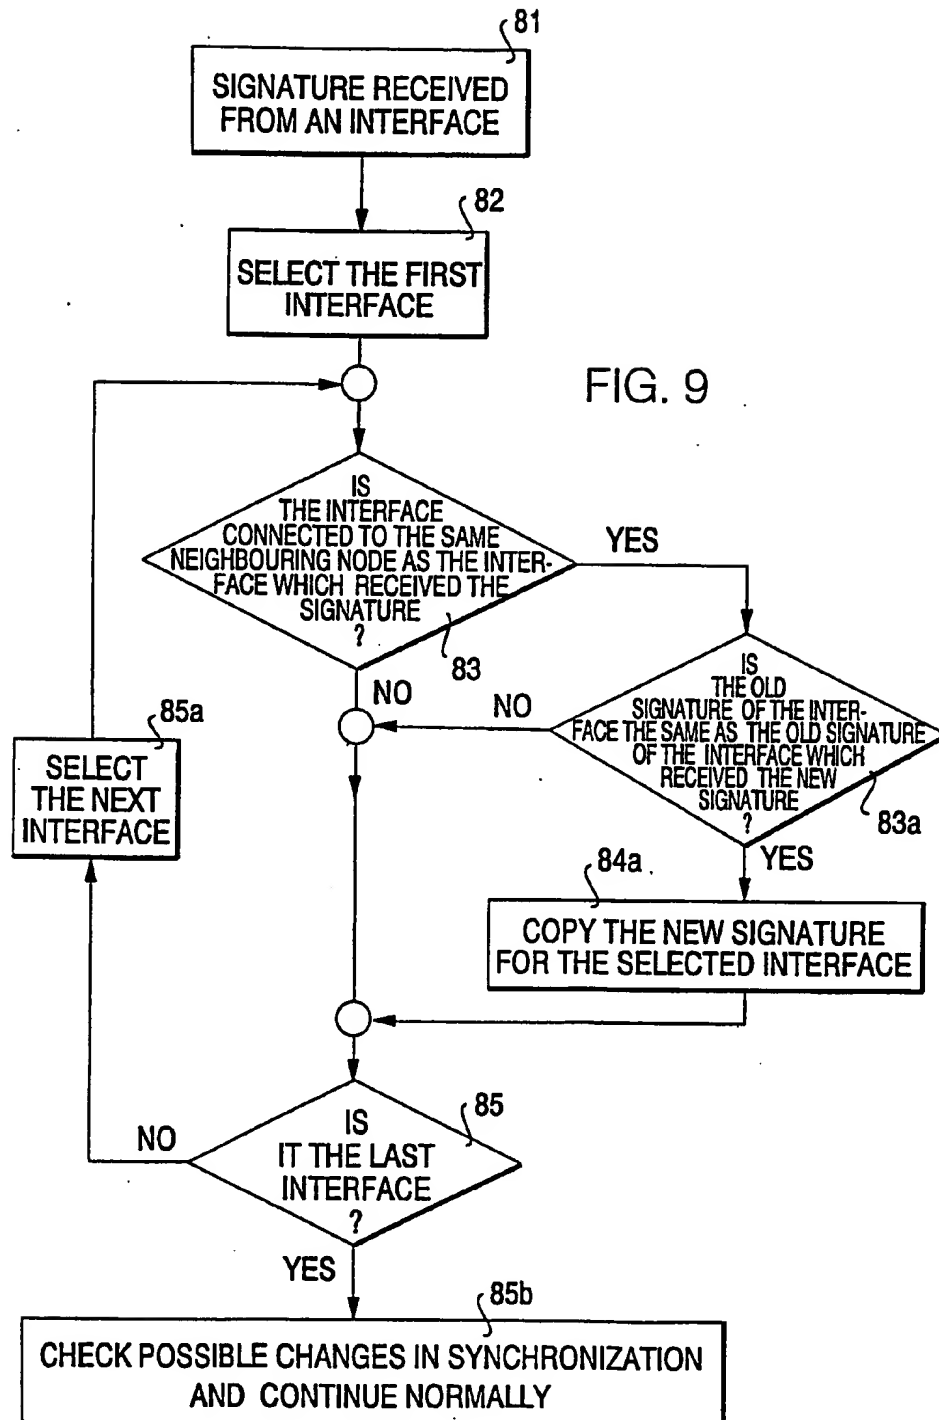 81
SIGNATURE RECEIVED
FROM AN INTERFACE
82
SELECT THE FIRST
INTERFACE
FIG. 9
IS
THE INTERFACE
CONNECTED TO THE SAME
NEIGHBOURING NODE AS THE INTER-
FACE WHICH RECEIVED THE
SIGNATURE
?
YES
83
NO
NO
IS
THE OLD
SIGNATURE OF THE INTER-
FACE THE SAME AS THE OLD SIGNATURE
OF THE INTERFACE WHICH
RECEIVED THE NEW
SIGNATURE
?
83a
YES
85a
SELECT
THE NEXT
INTERFACE
84a
COPY THE NEW SIGNATURE
FOR THE SELECTED INTERFACE
85
IS
IT THE LAST
INTERFACE
?
NO
YES
85b
CHECK POSSIBLE CHANGES IN SYNCHRONIZATION
AND CONTINUE NORMALLY